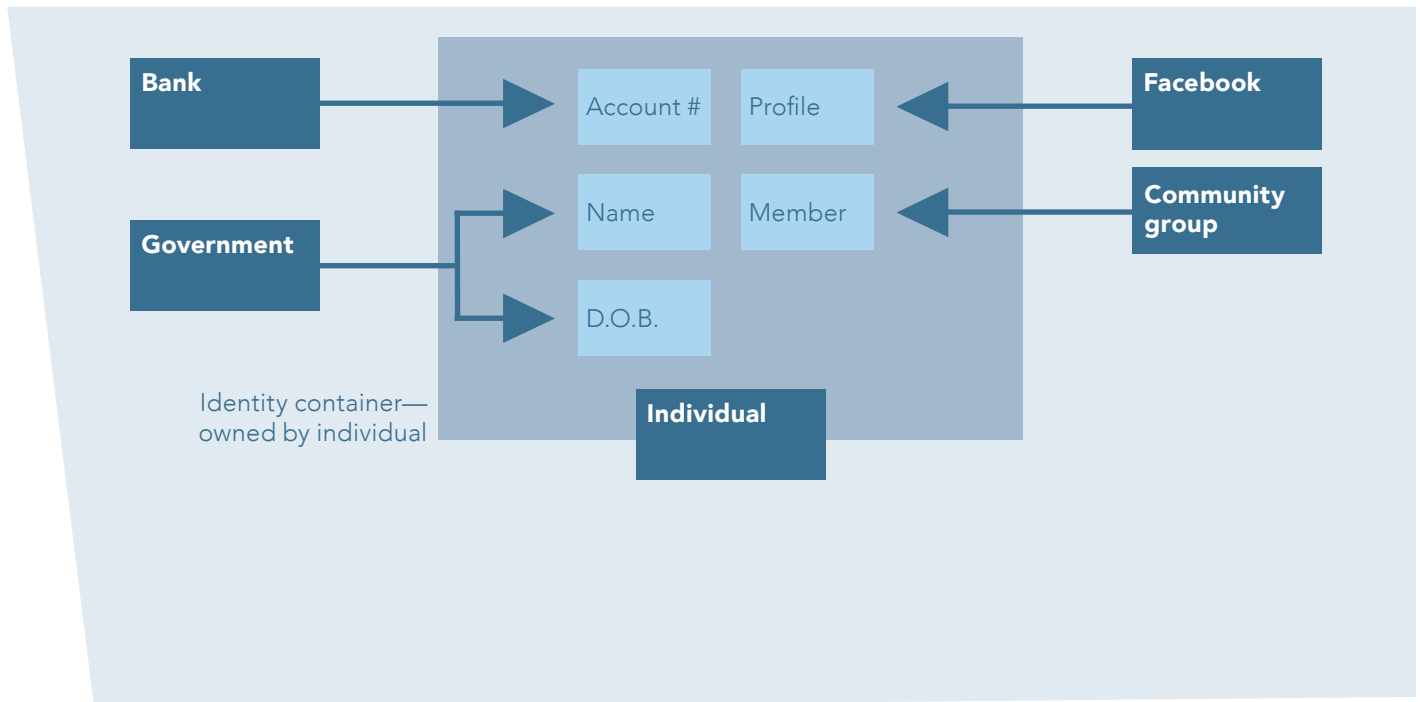 Bank
Account #
Profile
Facebook
Name
Member
Community
group
Government
D.O.B.
Identity container—
owned by individual
Individual